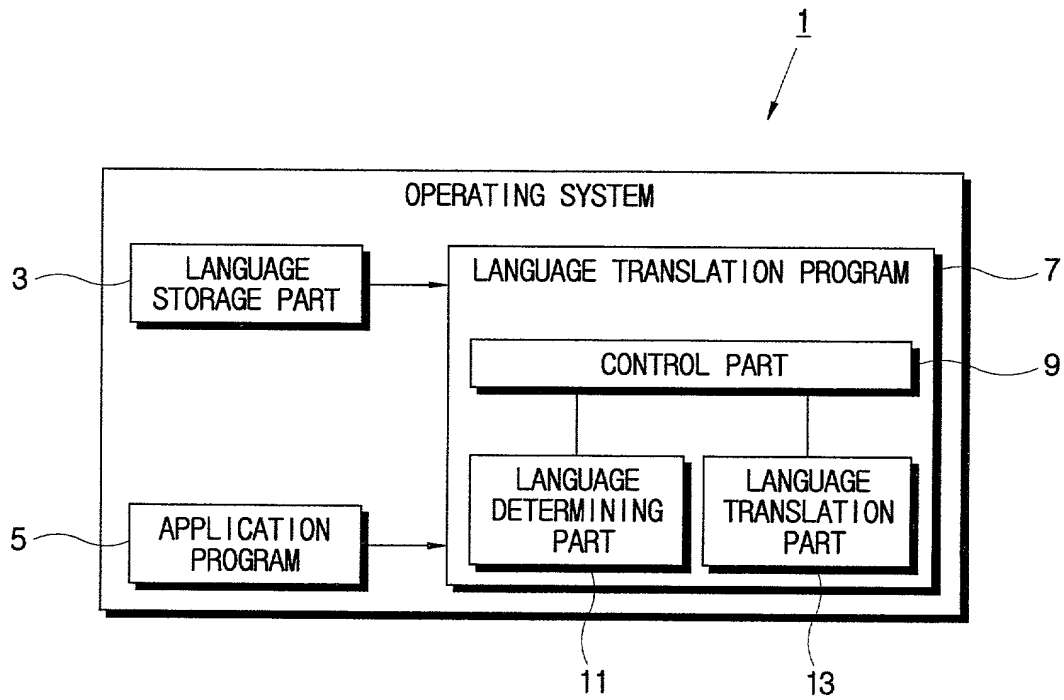 1
OPERATING SYSTEM
3
LANGUAGE
STORAGE PART
LANGUAGE TRANSLATION PROGRAM
7
CONTROL PART
9
5
APPLICATION
PROGRAM
LANGUAGE
DETERMINING
PART
LANGUAGE
TRANSLATION
PART
11
13